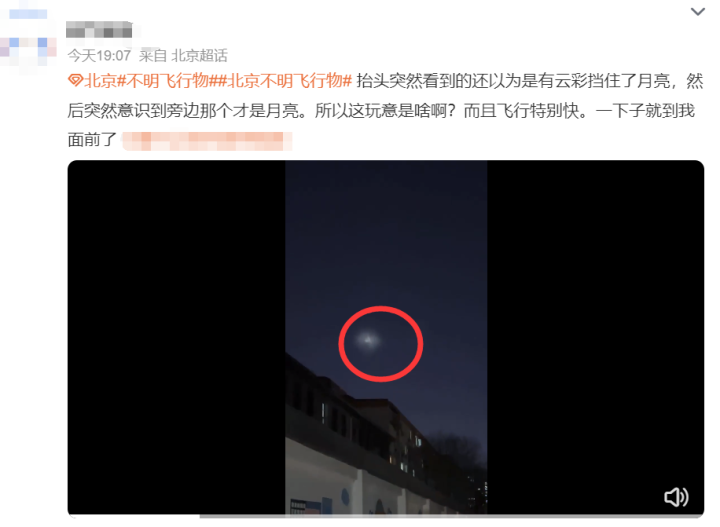 今天19:07 来自 北京超话
北京#不明飞行物##北京不明飞行物# 抬头突然看到的还以为是有云彩挡住了月亮，然
后突然意识到旁边那个才是月亮。所以这玩意是啥啊？而且飞行特别快。一下子就到我
面前了